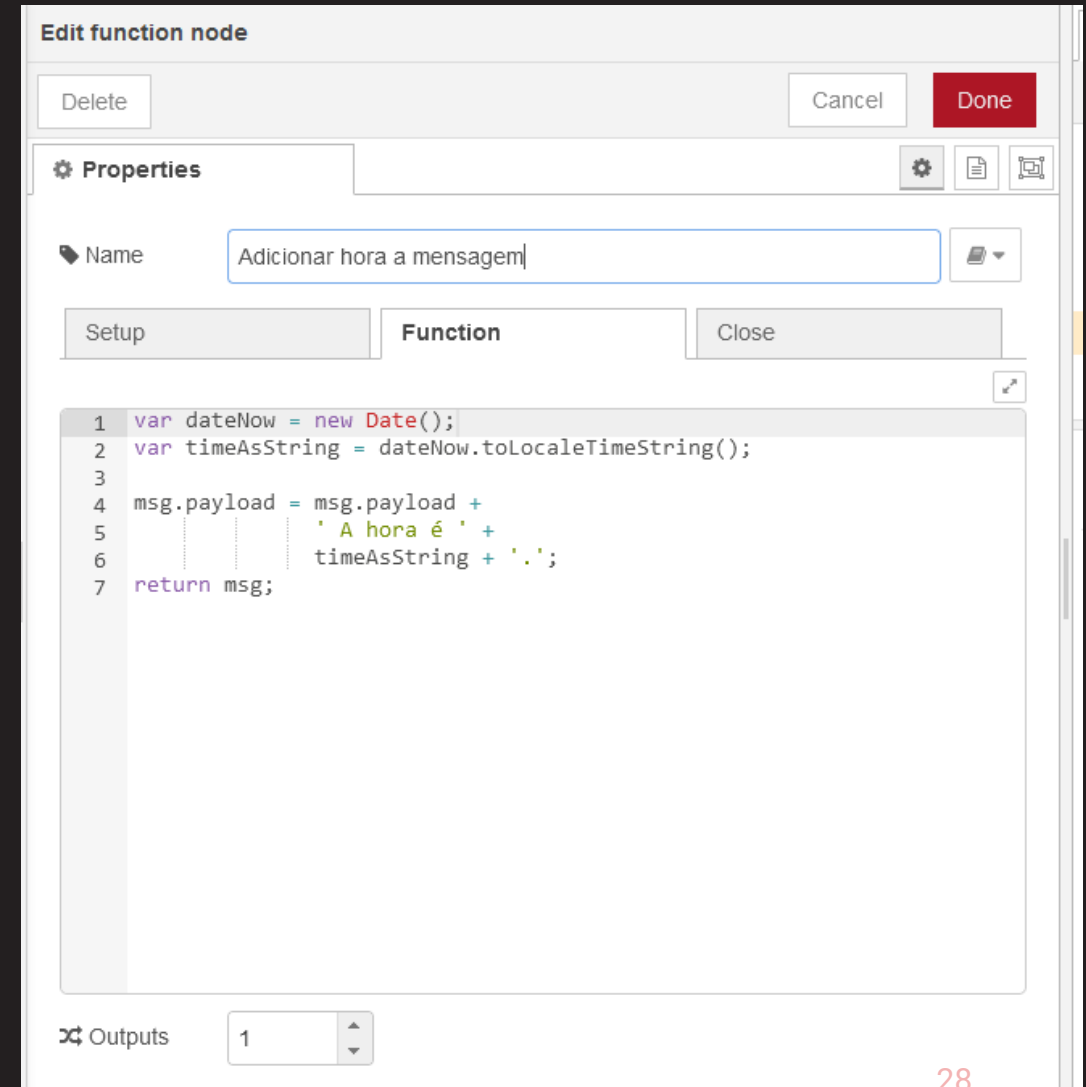 Edit function node
Delete Cancel Done
Properties
Name Adicionar hora a mensagem
Setup Function Close
1 var dateNow = new Date();
2 var timeAsString = dateNow.toLocaleTimeString();
3
4 msg.payload = msg.payload +
5 ' A hora é ' +
6 timeAsString + '.';
7 return msg;
Outputs 1
28